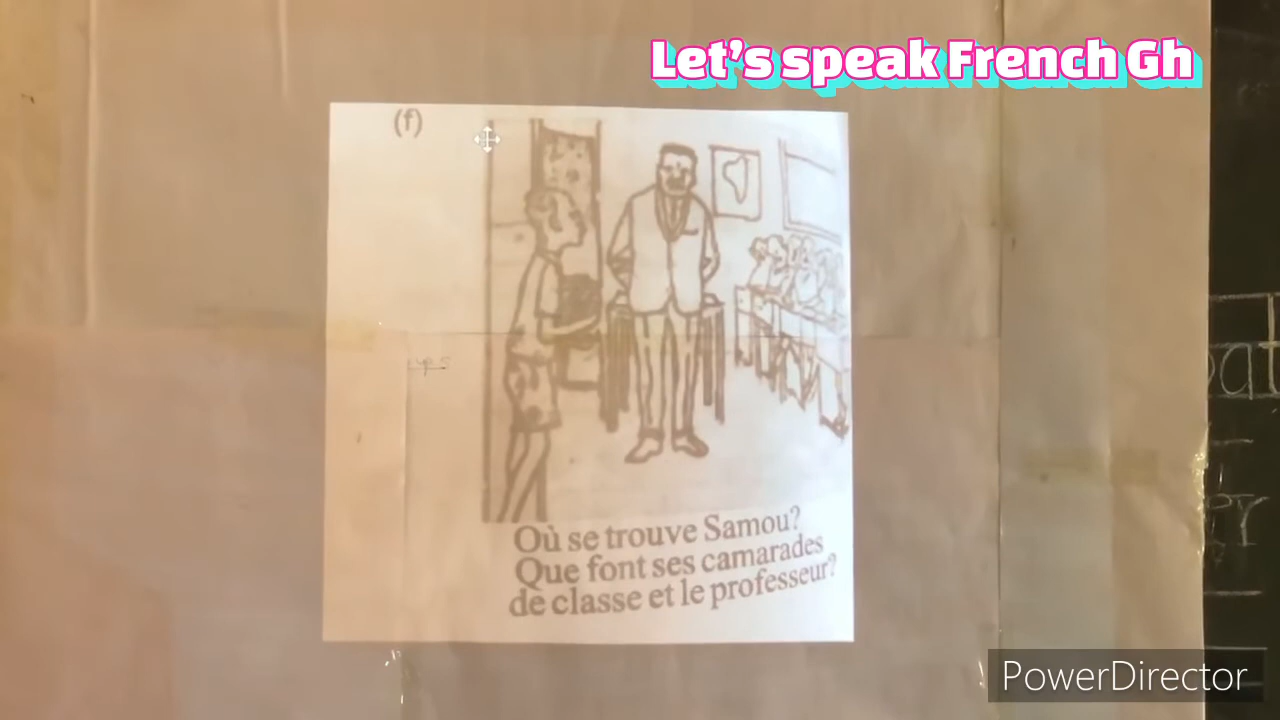 Let's speak French Gh
(f)
Où se trouve Samou?
Que font ses camarades
de classe et le professeur?
PowerDirector